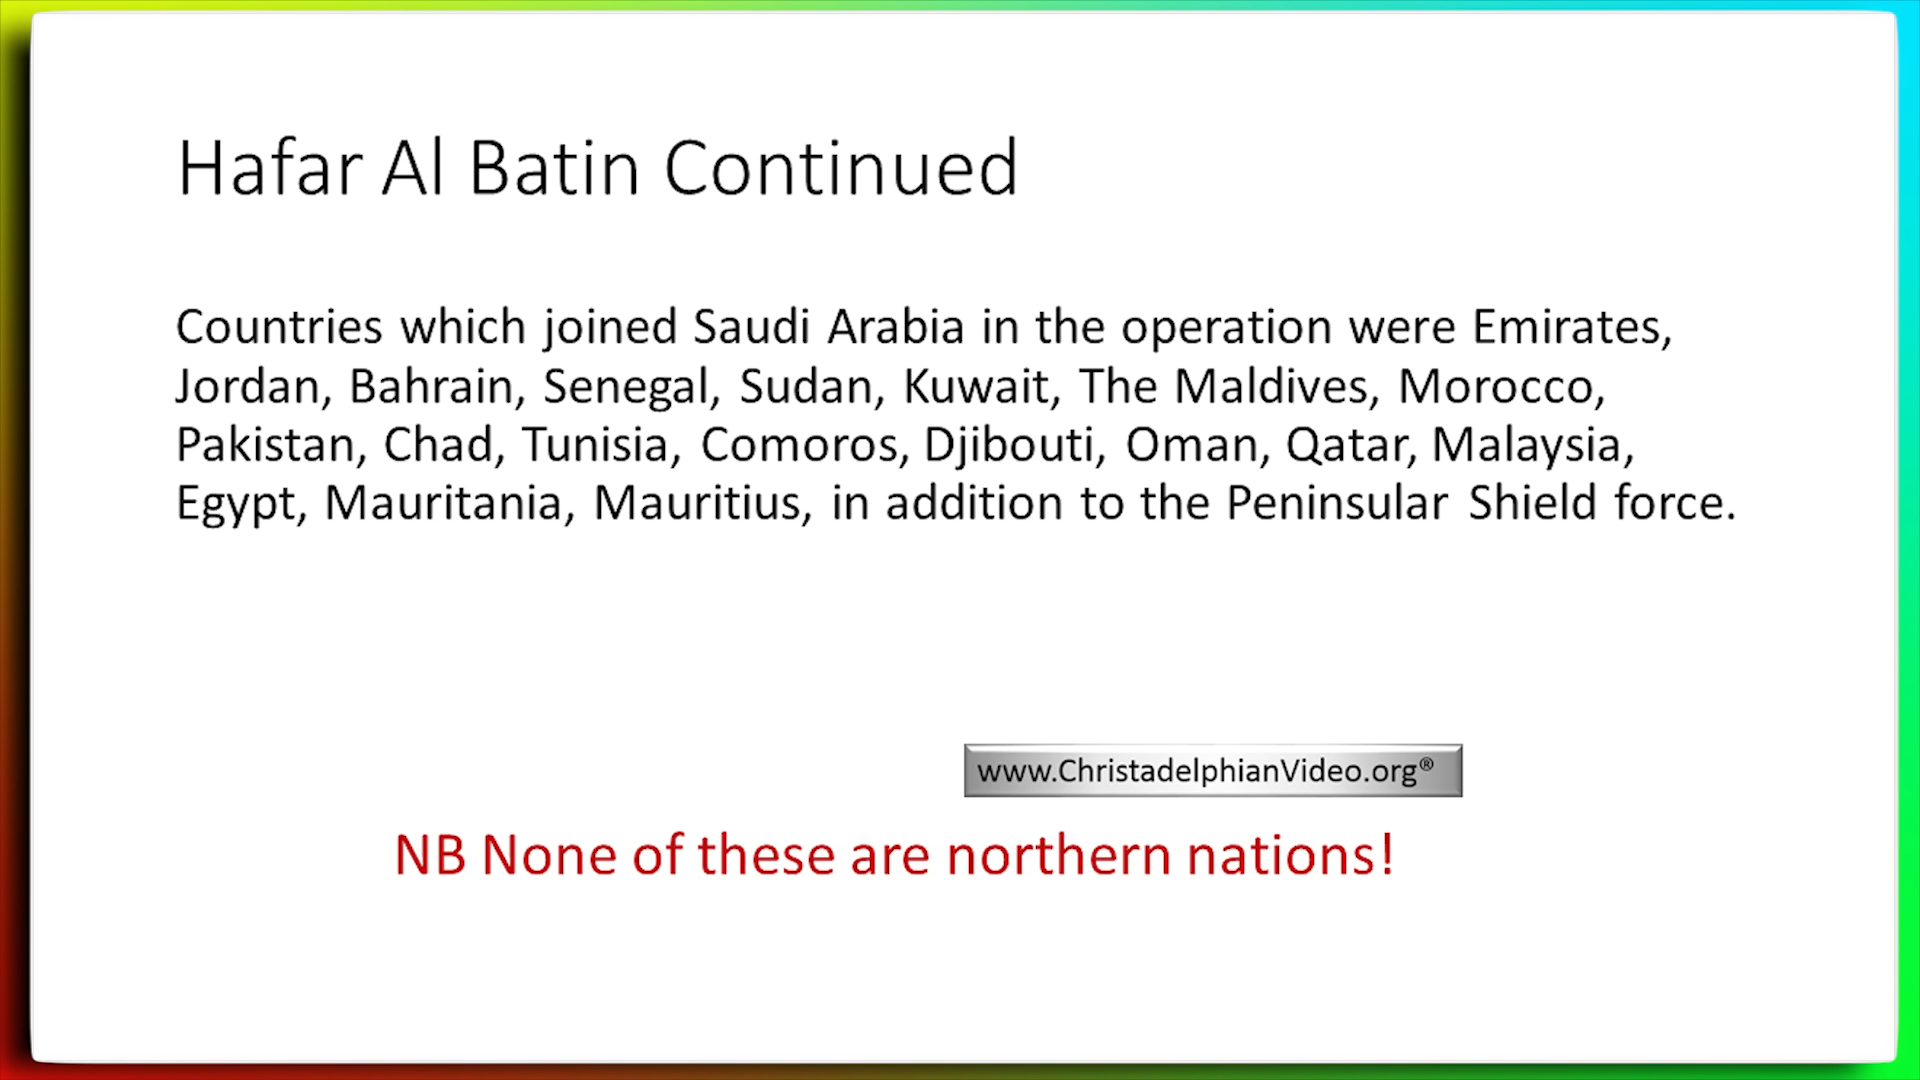 Hafar Al Batin Continued
Countries which joined Saudi Arabia in the operation were Emirates,
Jordan, Bahrain, Senegal, Sudan, Kuwait, The Maldives, Morocco,
Pakistan, Chad, Tunisia, Comoros, Djibouti, Oman, Qatar, Malaysia,
Egypt, Mauritania, Mauritius, in addition to the Peninsular Shield force.
www.ChristadelphianVideo.org®
NB None of these are northern nations!